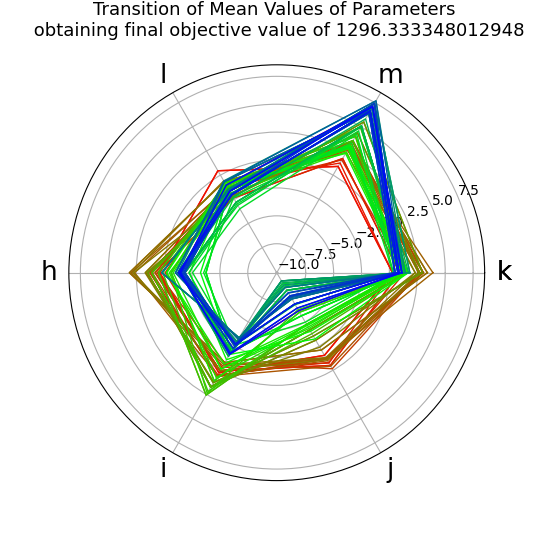 Transition of Mean Values of Parameters
obtaining final objective value of 1296.333348012948
l
m
7.5
5.0
2.5
−5.0
−7.5
−10.0
h
k
i
j